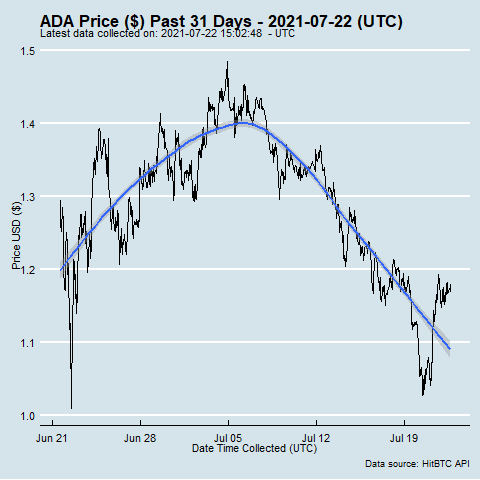 ADA Price ($) Past 31 Days - 2021-07-22 (UTC)
Latest data collected on: 2021-07-22 15:02:48  - UTC
1.5
1.4
1.3
1.2
1.1
1.0
Price USD ($)
Jun 21 Jun 28 Jul 05 Jul 12 Jul 19
Date Time Collected (UTC)
Data source: HitBTC API